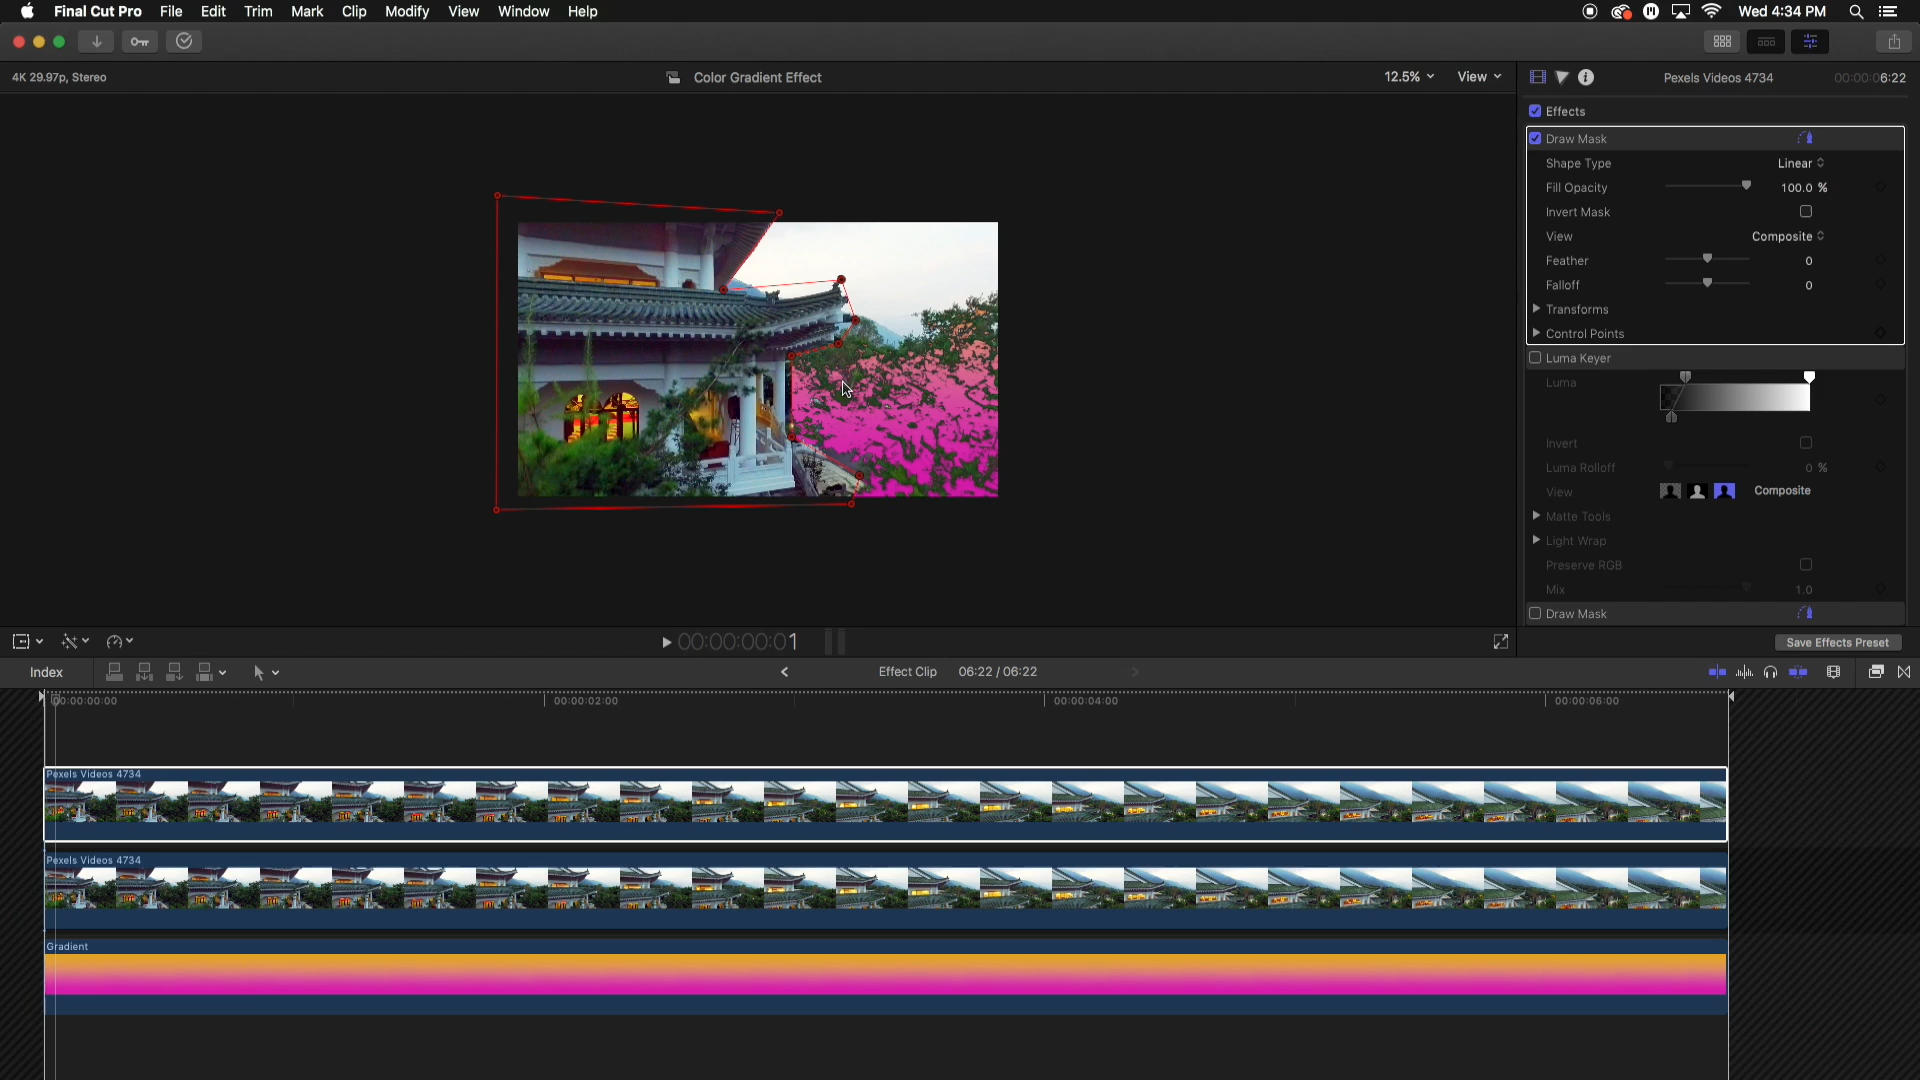 Final Cut Pro File Edit Trim Mark Clip Modify View Window Help Wed 4:34 PM
4K 29.97p, Stereo Color Gradient Effect 12.5% View Pexels Videos 4734 00:00:06:22
Effects
Draw Mask
Shape Type Linear
Fill Opacity 100.0 %
Invert Mask
View Composite
Feather 0
Falloff 0
Transforms
Control Points
Luma Keyer
Luma
Invert
Luma Rolloff 0 %
View Composite
Matte Tools
Light Wrap
Preserve RGB
Mix 1.0
Draw Mask
00:00:00:01 Save Effects Preset
Index Effect Clip 06:22 / 06:22
00:00:00:00 00:00:02:00 00:00:04:00 00:00:06:00
Pexels Videos 4734
Pexels Videos 4734
Gradient